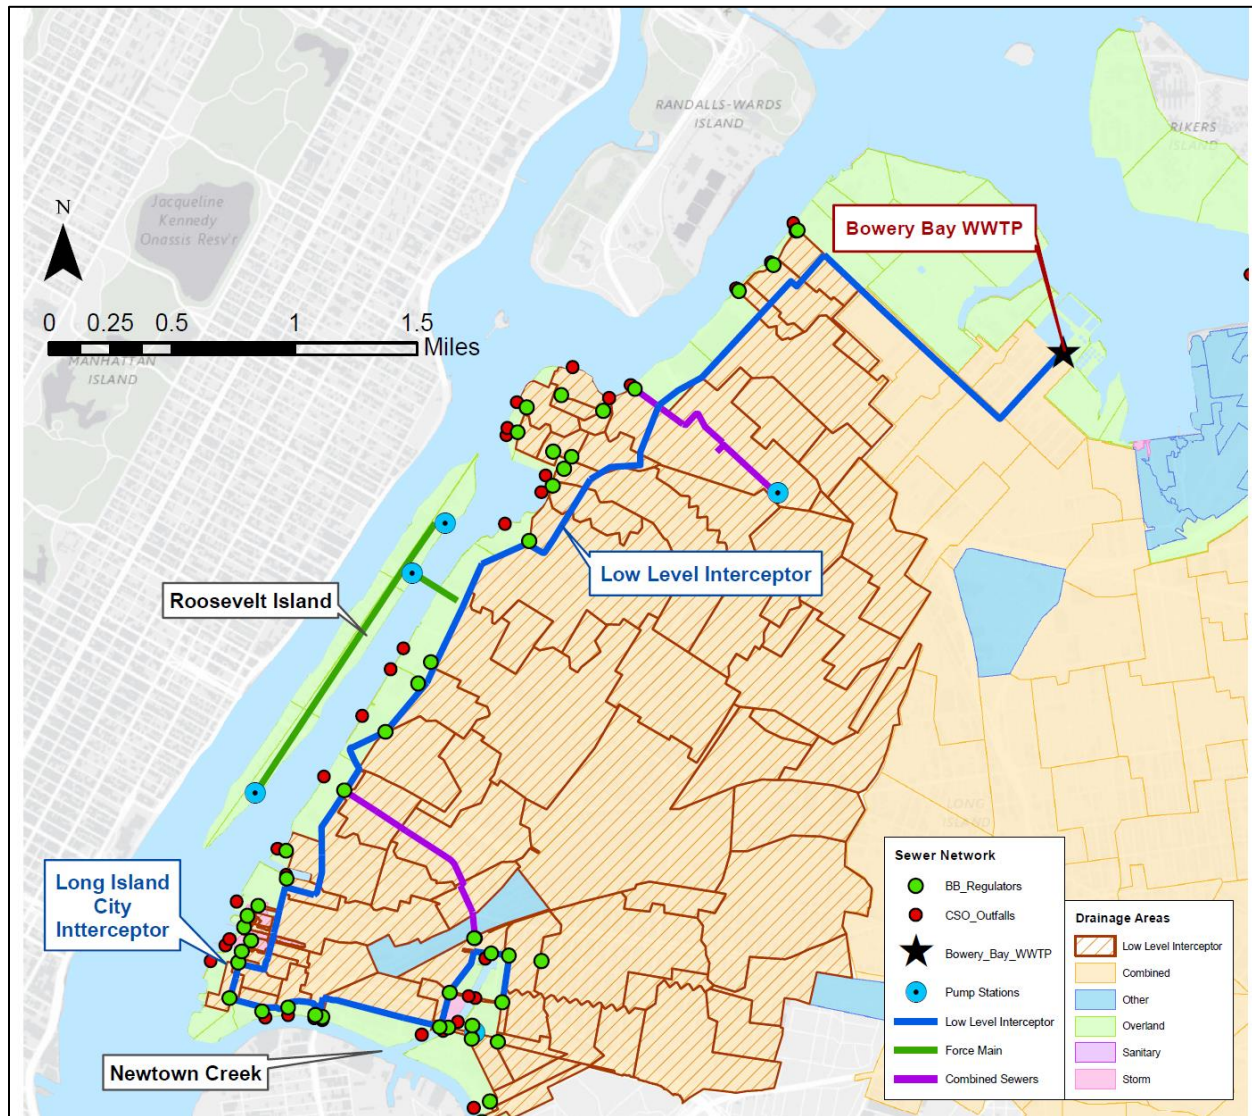 RANDALLS-WARDS
ISLAND
RIKERS
ISLAND
Jacqueline
Kennedy
Onassis Resv'r
N
Bowery Bay WWTP
0 0.25 0.5 1 1.5
Miles
MANHATTAN
ISLAND
Low Level Interceptor
Roosevelt Island
LONG
ISLAND
Long Island
City
Intterceptor
Newtown Creek
Sewer Network
BB_Regulators
CSO_Outfalls
Bowery_Bay_WWTP
Pump Stations
Low Level Interceptor
Force Main
Combined Sewers
Drainage Areas
Low Level Interceptor
Combined
Other
Overland
Sanitary
Storm